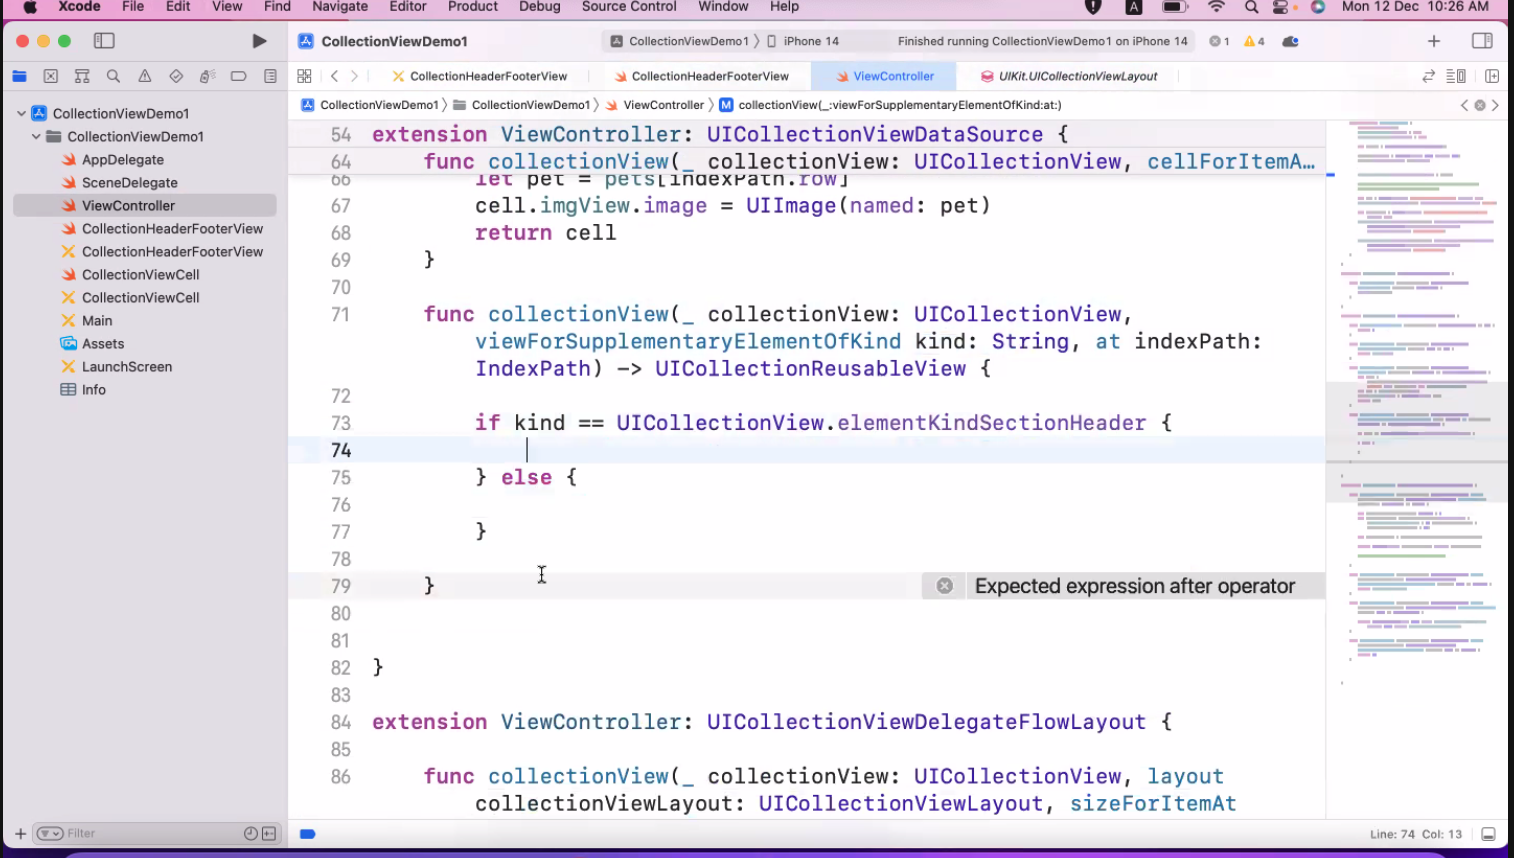 Xcode File Edit View Find Navigate Editor Product Debug Source Control Window Help A Mon 12 Dec 10:26 AM
CollectionViewDemo1 CollectionViewDemo1 iPhone 14 Finished running CollectionViewDemo1 on iPhone 14 1 4
CollectionHeaderFooterView CollectionHeaderFooterView ViewController UIKit.UICollectionViewLayout
CollectionViewDemo1 CollectionViewDemo1 ViewController M collectionView(_:viewForSupplementaryElementOfKind:at:)
CollectionViewDemo1
CollectionViewDemo1
AppDelegate
SceneDelegate
ViewController
CollectionHeaderFooterView
CollectionHeaderFooterView
CollectionViewCell
CollectionViewCell
Main
Assets
LaunchScreen
Info
Filter
54 extension ViewController: UICollectionViewDataSource {
64 func collectionView(_ collectionView: UICollectionView, cellForItemA...
66 let pet = pets[indexPath.row]
67 cell.imgView.image = UIImage(named: pet)
68 return cell
69 }
70
71 func collectionView(_ collectionView: UICollectionView,
viewForSupplementaryElementOfKind kind: String, at indexPath:
IndexPath) -> UICollectionReusableView {
72
73 if kind == UICollectionView.elementKindSectionHeader {
74
75 } else {
76
77 }
78
79 } Expected expression after operator
80
81
82 }
83
84 extension ViewController: UICollectionViewDelegateFlowLayout {
85
86 func collectionView(_ collectionView: UICollectionView, layout
collectionViewLayout: UICollectionViewLayout, sizeForItemAt
Line: 74 Col: 13